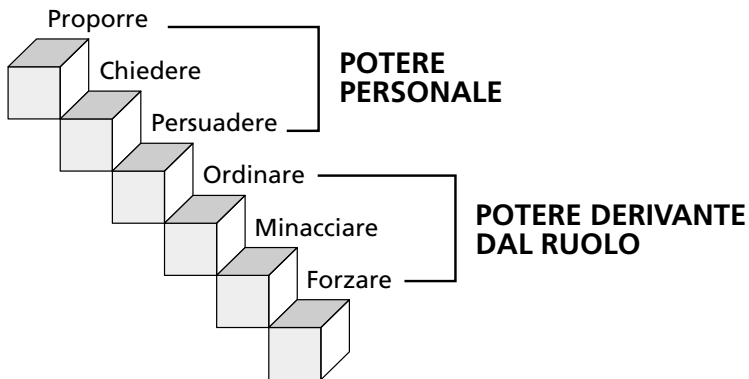 Proporre
Chiedere
Persuadere
POTERE
PERSONALE
Ordinare
Minacciare
Forzare
POTERE DERIVANTE
DAL RUOLO